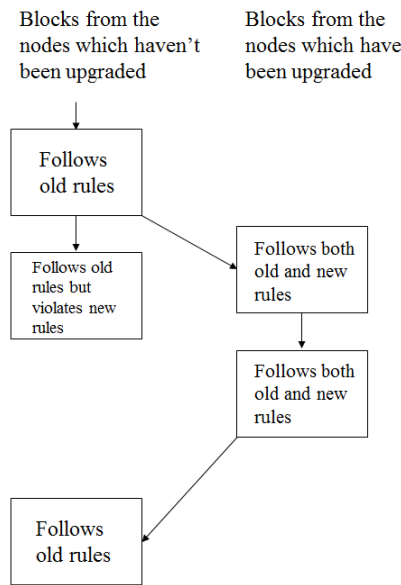 Blocks from the
nodes which haven't
been upgraded
Blocks from the
nodes which have
been upgraded
Follows
old rules
Follows old
rules but
violates new
rules
Follows both
old and new
rules
Follows both
old and new
rules
Follows
old rules